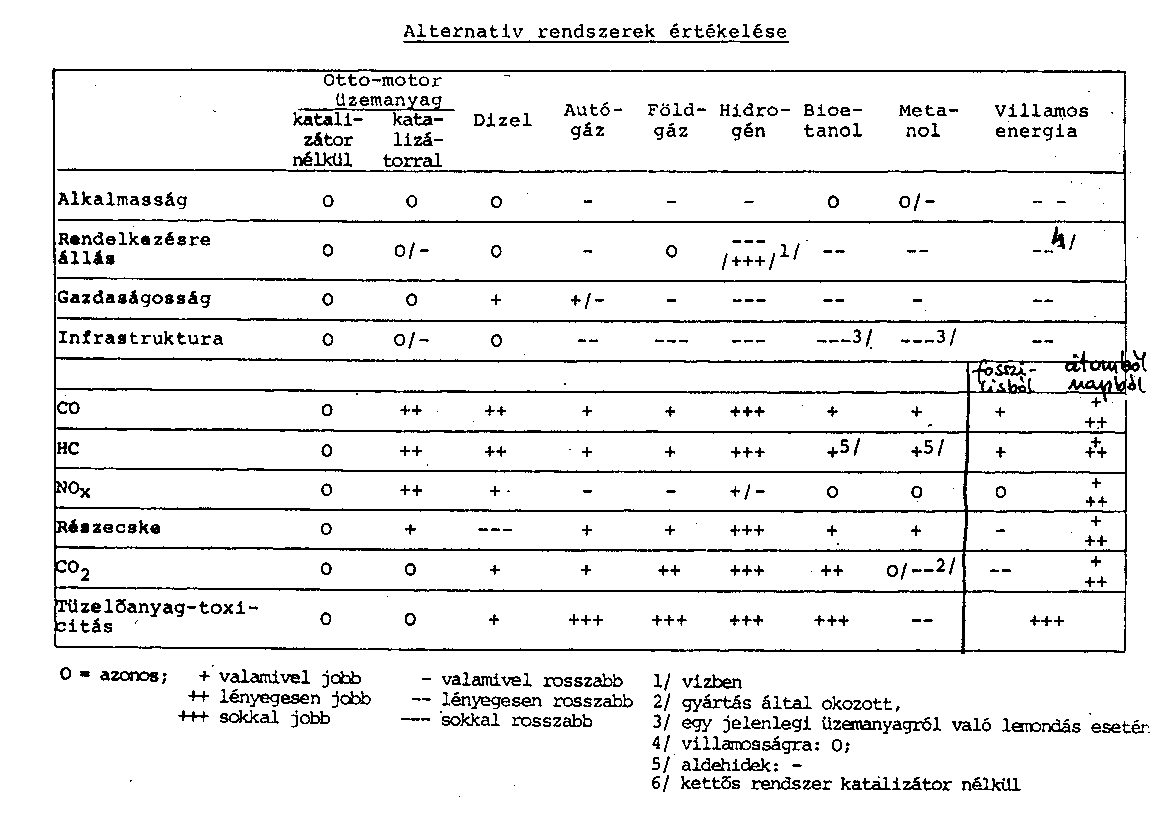 Alternativ rendszerek értékelése
Otto-motor
üzemanyag
katali- kata- Dizel Autó- Föld- Hidro- Bioe- Meta- Villamos
zátor lizá- gáz gáz gén tanol nol energia
nélkül torral
Alkalmasság O O O - - - O O/- - -
Rendelkezésre
állás O O/- O - O --- /+++/1/ -- -- --4/
Gazdaságosság O O + +/- - --- -- - --
Infrastruktura O O/- O -- --- --- ---3/ ---3/ --
fosszi- átomból
lisból napból
CO O ++ ++ + + +++ + + + + ++
HC O ++ ++ + + +++ +5/ +5/ + + ++
NOx O ++ + - - +/- O O O + ++
Részecske O + --- + + +++ + + - + ++
CO2 O O + + ++ +++ ++ O/--2/ -- + ++
Tüzelőanyag-toxi-
citás O O + +++ +++ +++ +++ -- +++
O = azonos; + valamivel jobb - valamivel rosszabb 1/ vizben
++ lényegesen jobb -- lényegesen rosszabb 2/ gyártás által okozott,
+++ sokkal jobb --- sokkal rosszabb 3/ egy jelenlegi üzemanyagról való lemondás esetén
4/ villamosságra: O;
5/ aldehidek: -
6/ kettős rendszer katalizátor nélkül